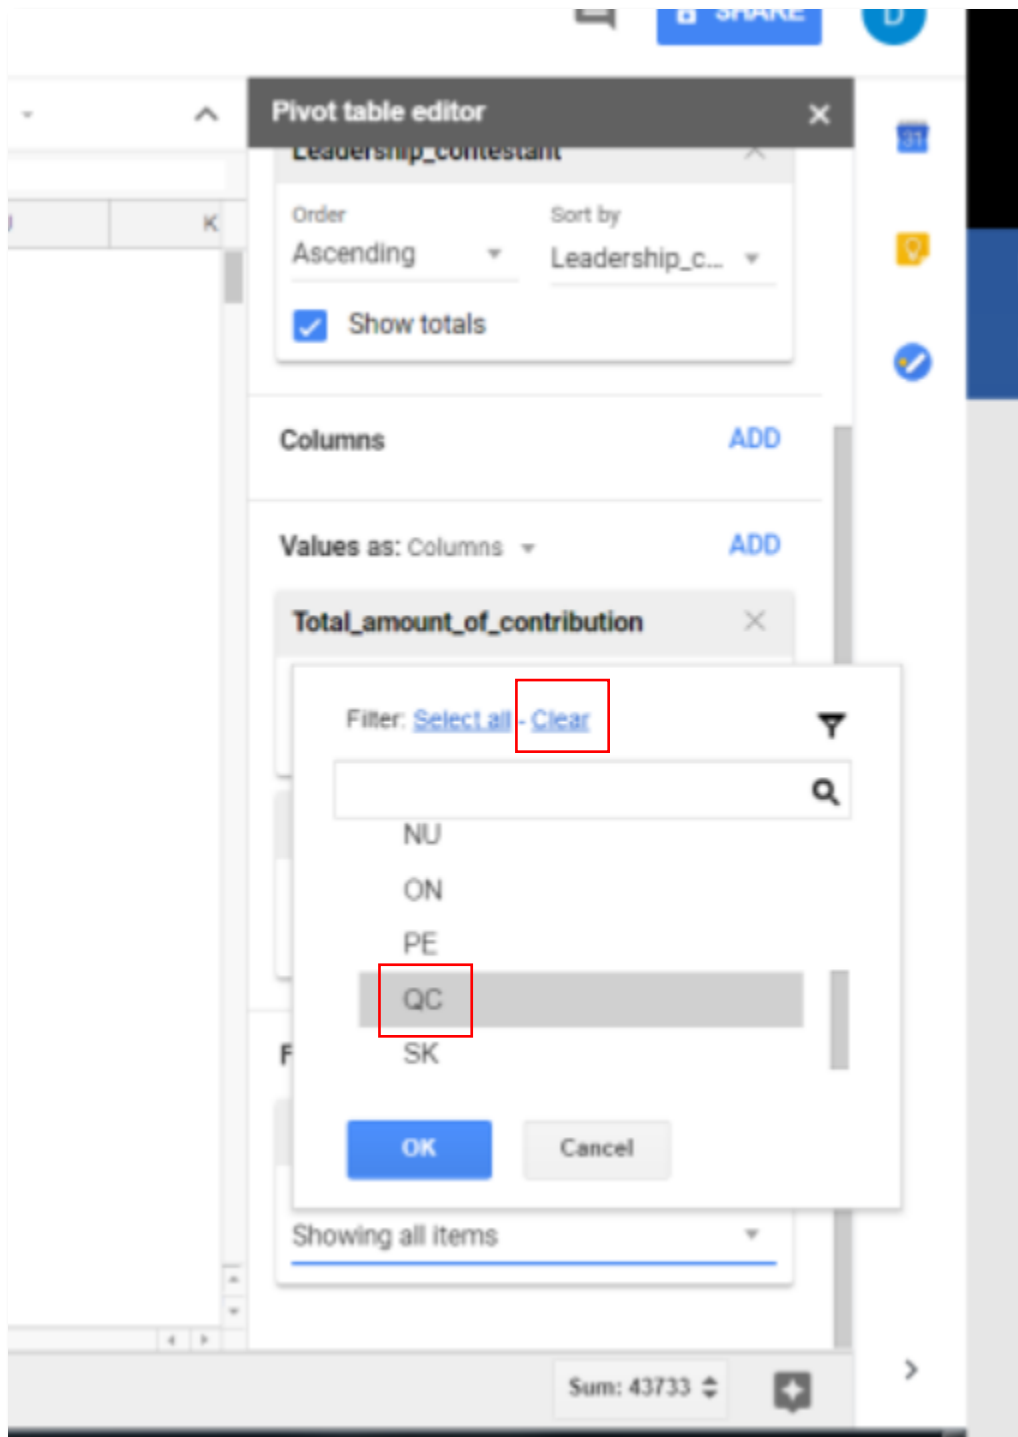 SHARE
D
Pivot table editor
31
Leadership_contestant
K
Order
Sort by
Ascending
Leadership_c...
Show totals
Columns
ADD
Values as: Columns
ADD
Total_amount_of_contribution
Filter: Select all - Clear
NU
ON
PE
QC
SK
F
OK
Cancel
Showing all items
Sum: 43733